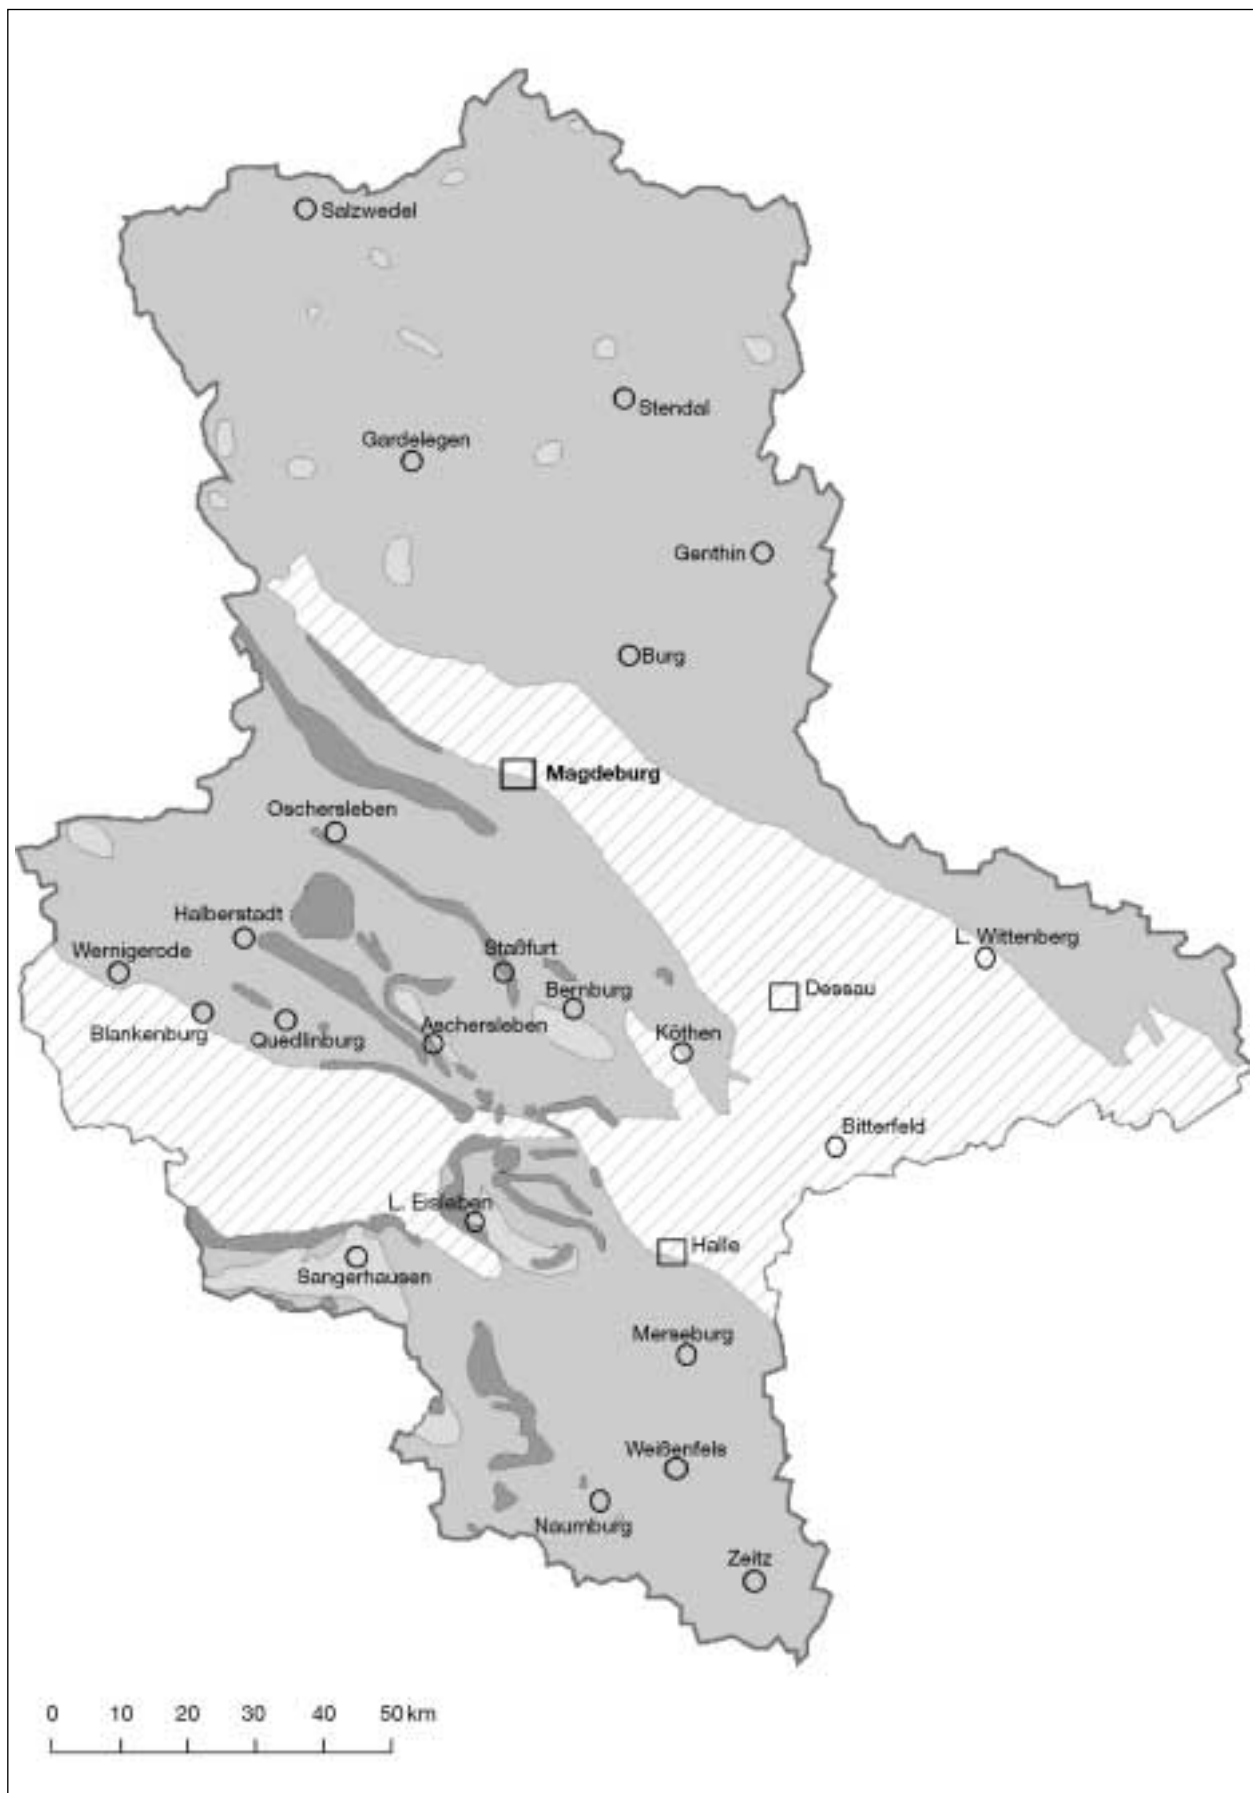 Salzwedel
Stendal
Gardelegen
Genthin
Burg
Magdeburg
Oschersleben
Halberstadt
Wernigerode
Staßfurt
L. Wittenberg
Bernburg
Dessau
Blankenburg
Quedlinburg
Aschersleben
Köthen
Bitterfeld
L. Eisleben
Halle
Sangerhausen
Merseburg
Weißenfels
Naumburg
Zeitz
0 10 20 30 40 50 km